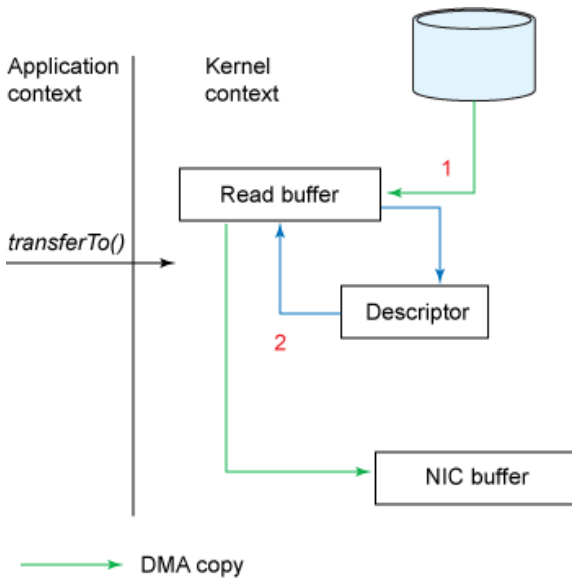 Application
context
Kernel
context
1
Read buffer
transferTo()
Descriptor
2
NIC buffer
DMA copy